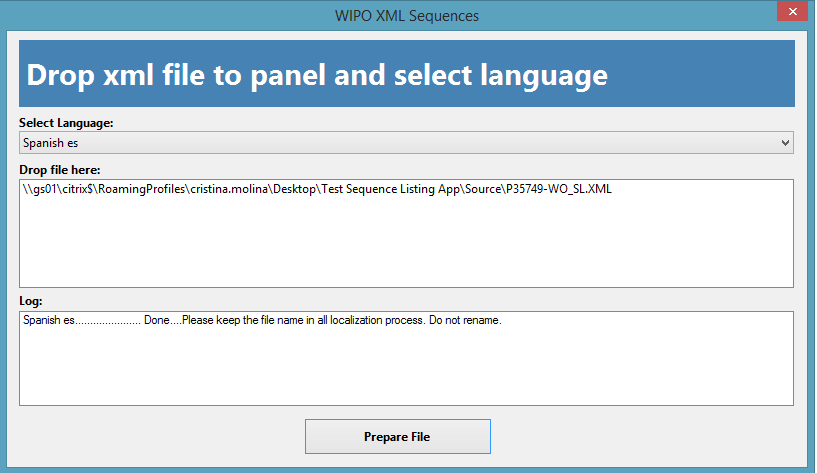 WIPO XML Sequences
Drop xml file to panel and select language
Select Language:
Spanish es
Drop file here:
\\gs01\citrix$\RoamingProfiles\cristina.molina\Desktop\Test Sequence Listing App\Source\P35749-WO_SL.XML
Log:
Spanish es...................... Done....Please keep the file name in all localization process. Do not rename.
Prepare File